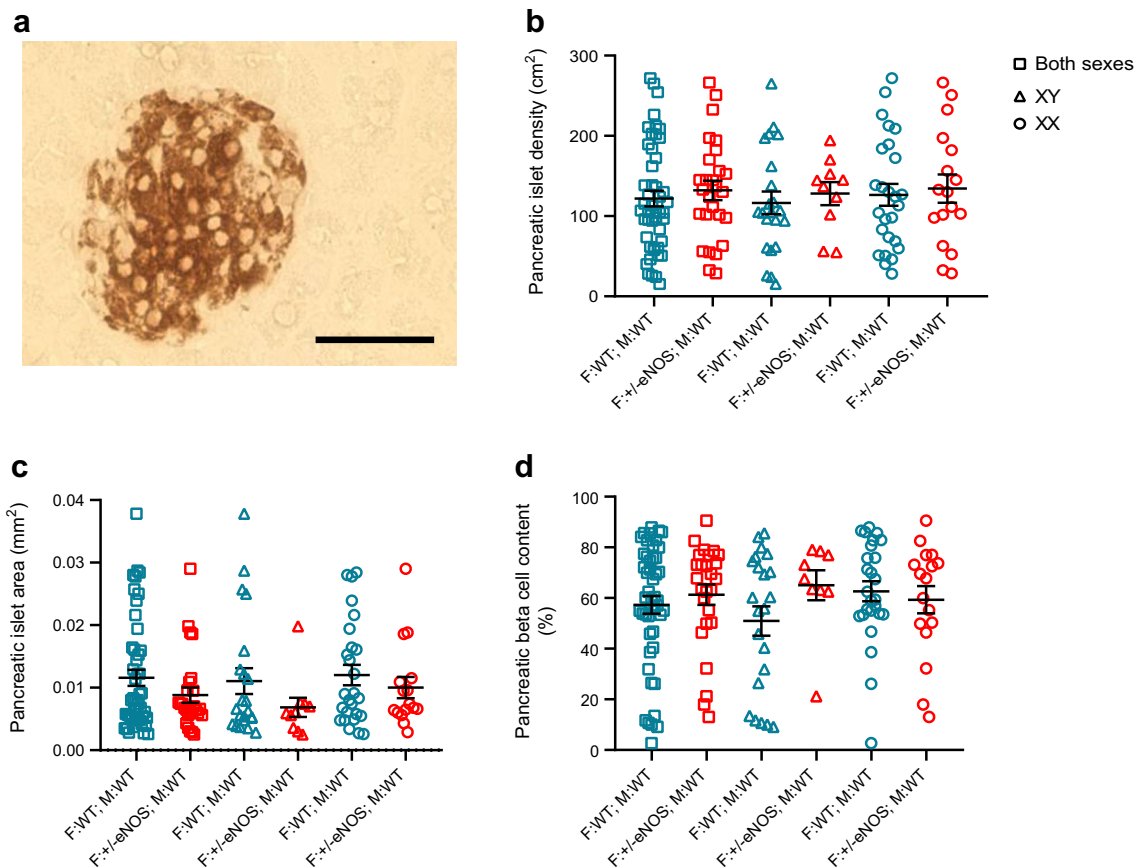 a
b
Pancreatic islet density (cm²)
300
200
100
0
F:WT; M:WT
F:+/-eNOS; M:WT
F:WT; M:WT
F:+/-eNOS; M:WT
F:WT; M:WT
F:+/-eNOS; M:WT
Both sexes
XY
XX
c
Pancreatic islet area (mm²)
0.04
0.03
0.02
0.01
0.00
F:WT; M:WT
F:+/-eNOS; M:WT
F:WT; M:WT
F:+/-eNOS; M:WT
F:WT; M:WT
F:+/-eNOS; M:WT
d
Pancreatic beta cell content
(%)
100
80
60
40
20
0
F:WT; M:WT
F:+/-eNOS; M:WT
F:WT; M:WT
F:+/-eNOS; M:WT
F:WT; M:WT
F:+/-eNOS; M:WT